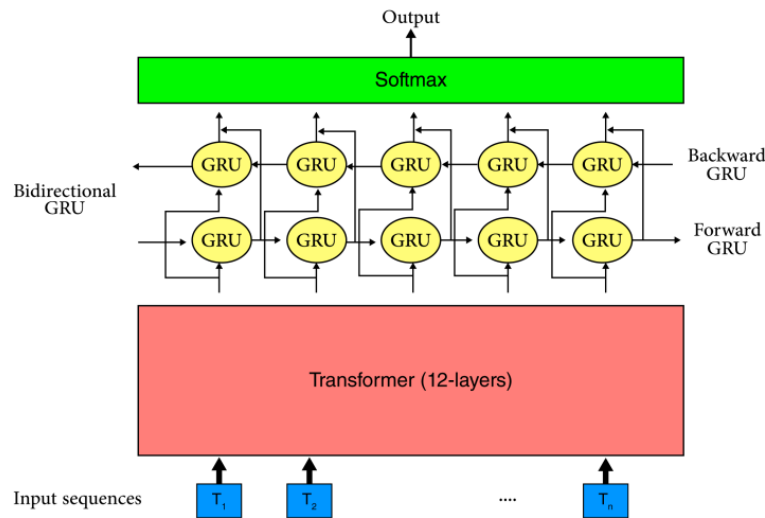 Output
Softmax
GRU GRU GRU GRU GRU
Backward
GRU
Bidirectional
GRU
GRU GRU GRU GRU GRU
Forward
GRU
Transformer (12-layers)
Input sequences T1 T2 .... Tn